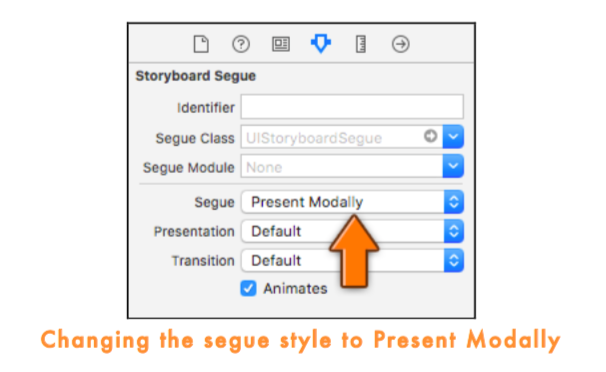 Storyboard Segue
Identifier
Segue Class UIStoryboardSegue
Segue Module None
Segue Present Modally
Presentation Default
Transition Default
Animates
Changing the segue style to Present Modally